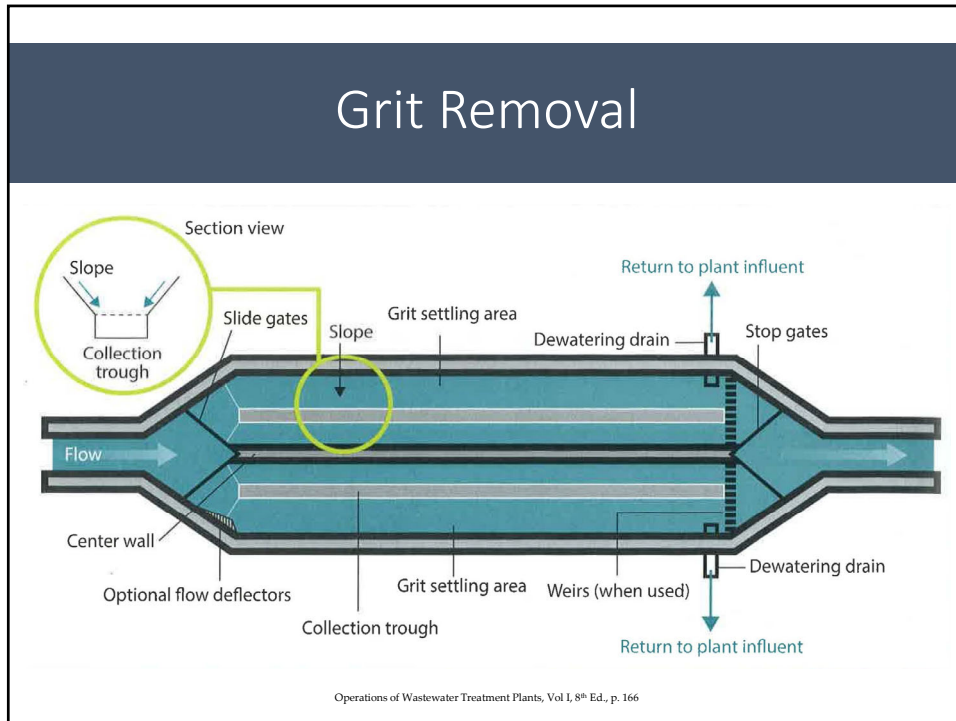 Grit Removal
Section view
Slope
Collection
trough
Slide gates
Slope
Grit settling area
Return to plant influent
Dewatering drain
Stop gates
Flow
Center wall
Optional flow deflectors
Collection trough
Grit settling area
Weirs (when used)
Dewatering drain
Return to plant influent
Operations of Wastewater Treatment Plants, Vol I, 8th Ed., p. 166